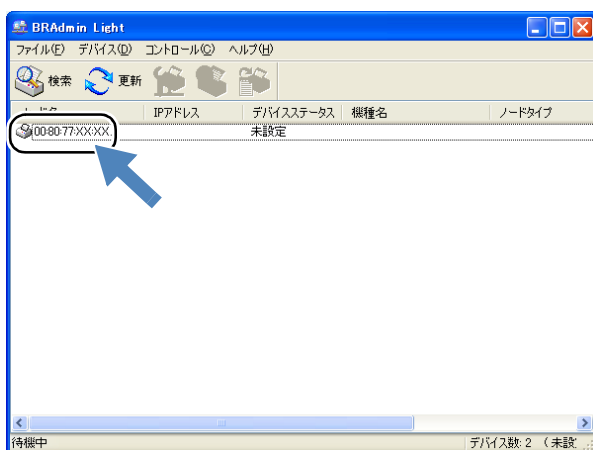 BRAdmin Light
ファイル(F) デバイス(D) コントロール(C) ヘルプ(H)
検索 更新
IPアドレス デバイスステータス 機種名 ノードタイプ
00:80:77:XX:XX. 未設定
待機中 デバイス数: 2 (未設